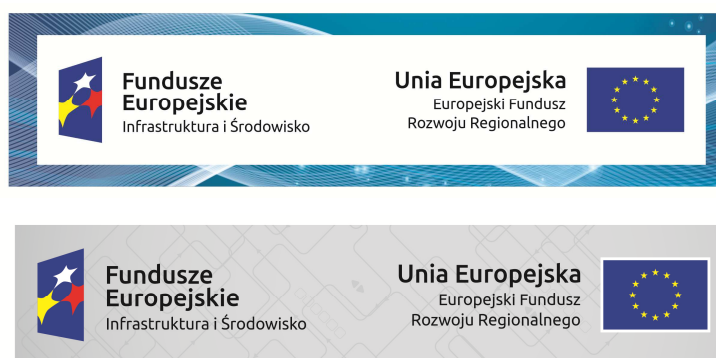 Fundusze
Europejskie
Infrastruktura i Środowisko
Unia Europejska
Europejski Fundusz
Rozwoju Regionalnego
Fundusze
Europejskie
Infrastruktura i Środowisko
Unia Europejska
Europejski Fundusz
Rozwoju Regionalnego